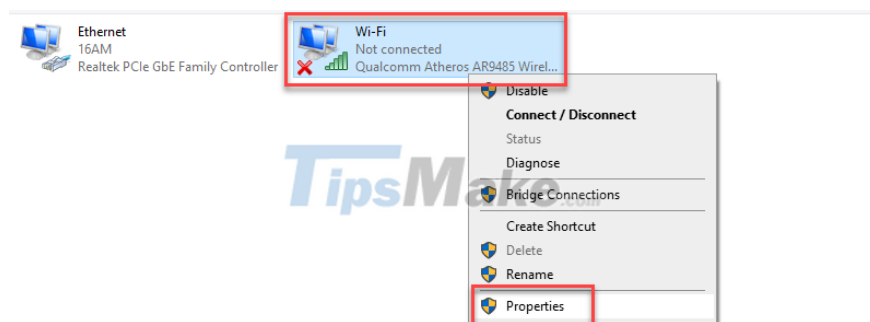 Ethernet
16AM
Realtek PCIe GbE Family Controller
Wi-Fi
Not connected
Qualcomm Atheros AR9485 Wirel...
Disable
Connect / Disconnect
Status
Diagnose
Bridge Connections
Create Shortcut
Delete
Rename
Properties
TipsMake.com